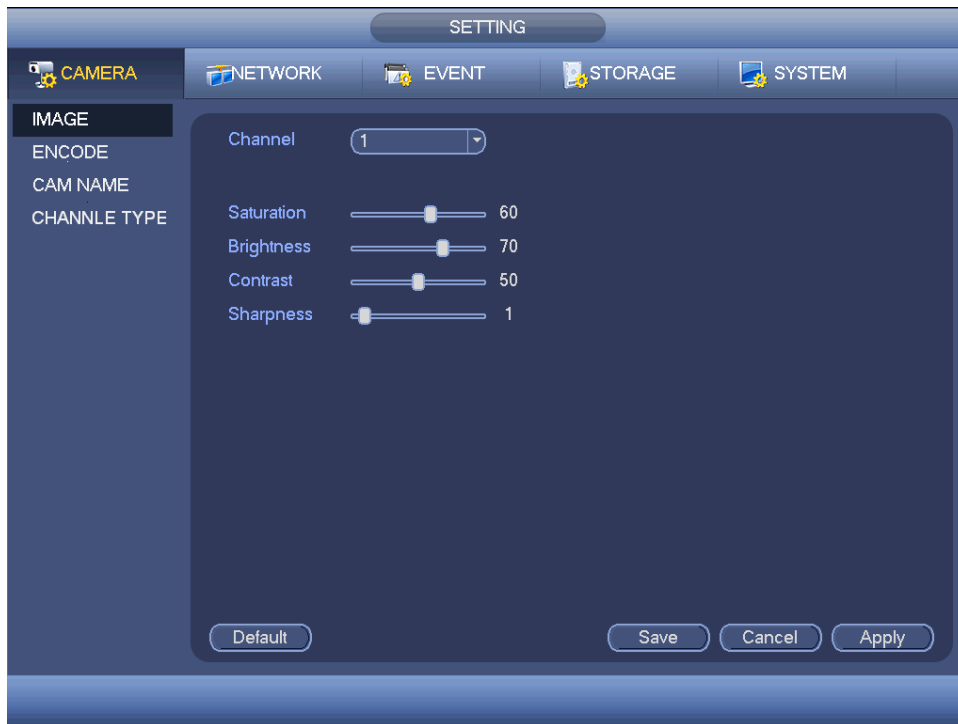 SETTING
CAMERA NETWORK EVENT STORAGE SYSTEM
IMAGE
ENCODE
CAM NAME
CHANNLE TYPE
Channel 1
Saturation 60
Brightness 70
Contrast 50
Sharpness 1
Default Save Cancel Apply